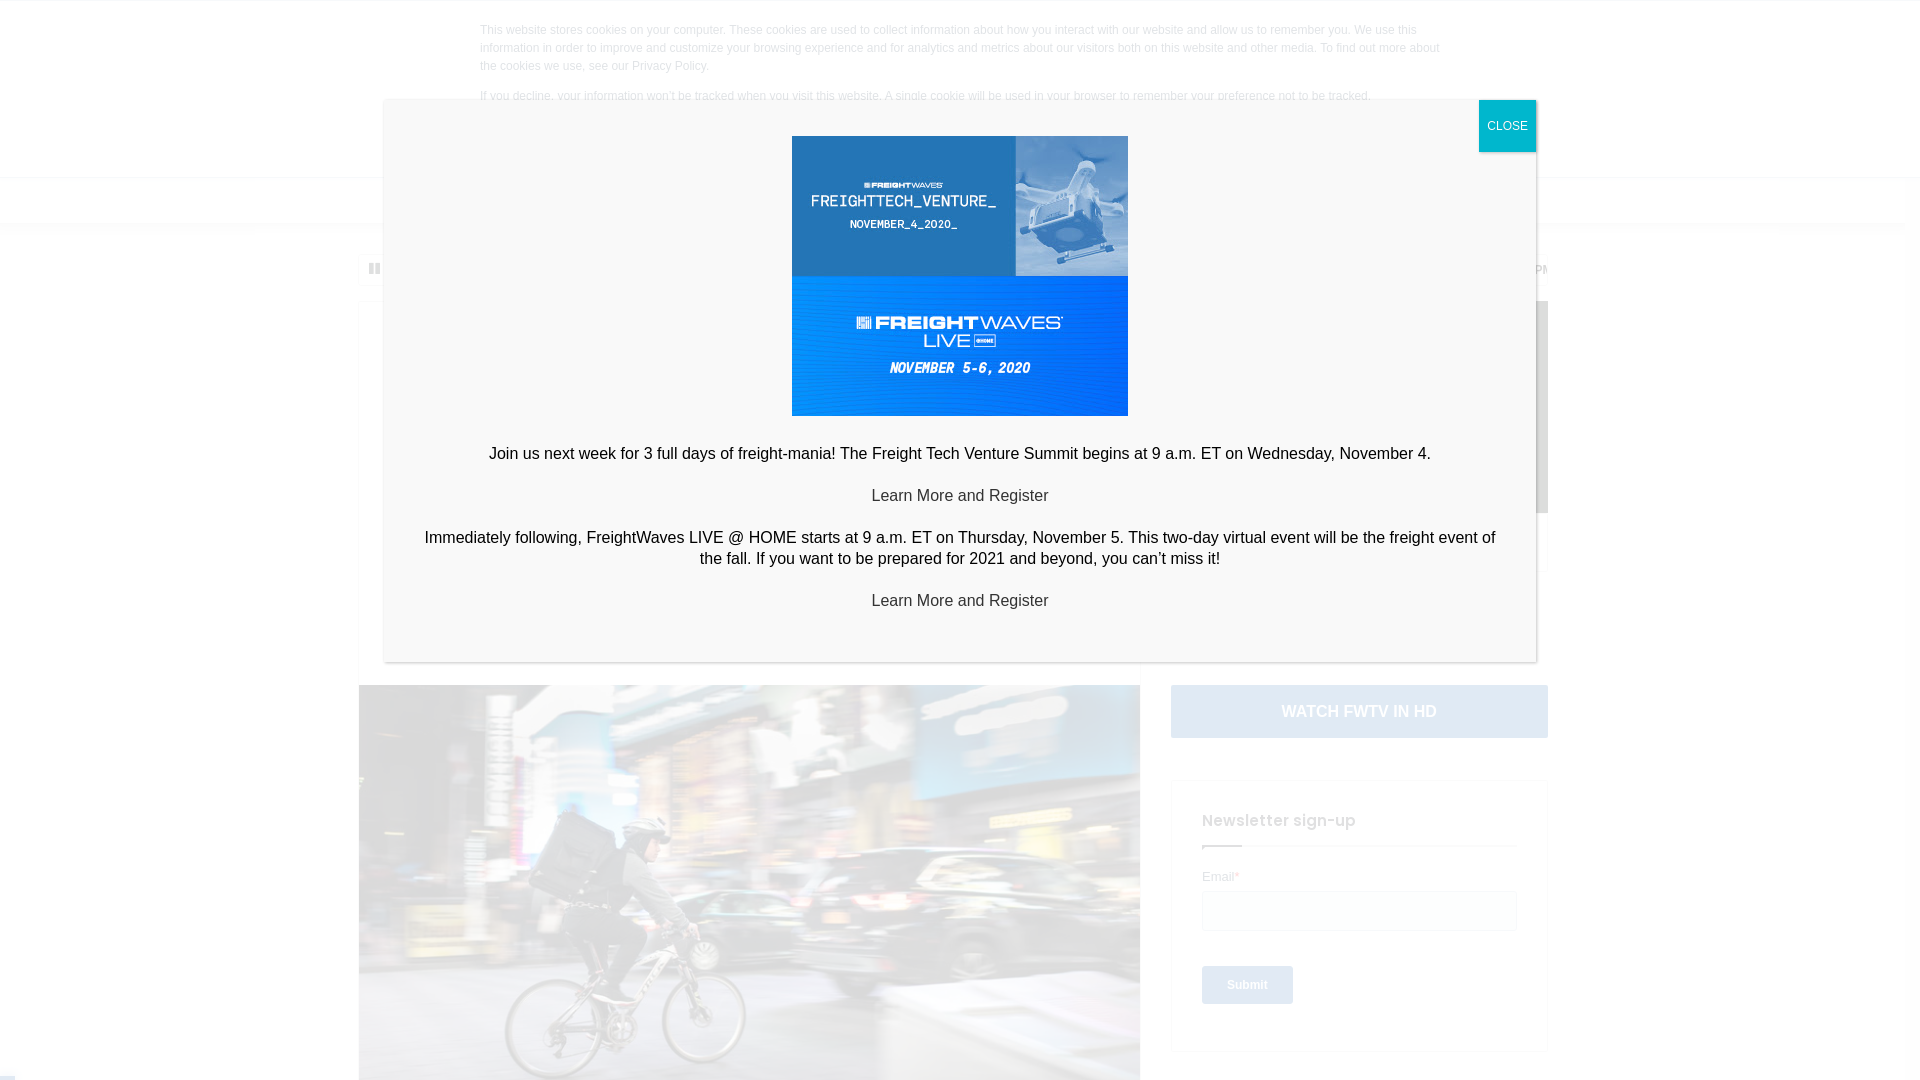 This website stores cookies on your computer. These cookies are used to collect information about how you interact with our website and allow us to remember you. We use this
information in order to improve and customize your browsing experience and for analytics and metrics about our visitors both on this website and other media. To find out more about
the cookies we use, see our Privacy Policy.
If you decline, your information won't be tracked when you visit this website. A single cookie will be used in your browser to remember your preference not to be tracked.
CLOSE
FREIGHTWAVES
FREIGHTTECH_VENTURE_
NOVEMBER_4_2020_
FREIGHTWAVES
LIVE @HOME
NOVEMBER 5-6, 2020
Join us next week for 3 full days of freight-mania! The Freight Tech Venture Summit begins at 9 a.m. ET on Wednesday, November 4.
Learn More and Register
Immediately following, FreightWaves LIVE @ HOME starts at 9 a.m. ET on Thursday, November 5. This two-day virtual event will be the freight event of
the fall. If you want to be prepared for 2021 and beyond, you can’t miss it!
Learn More and Register
WATCH FWTV IN HD
Newsletter sign-up
Email*
Submit